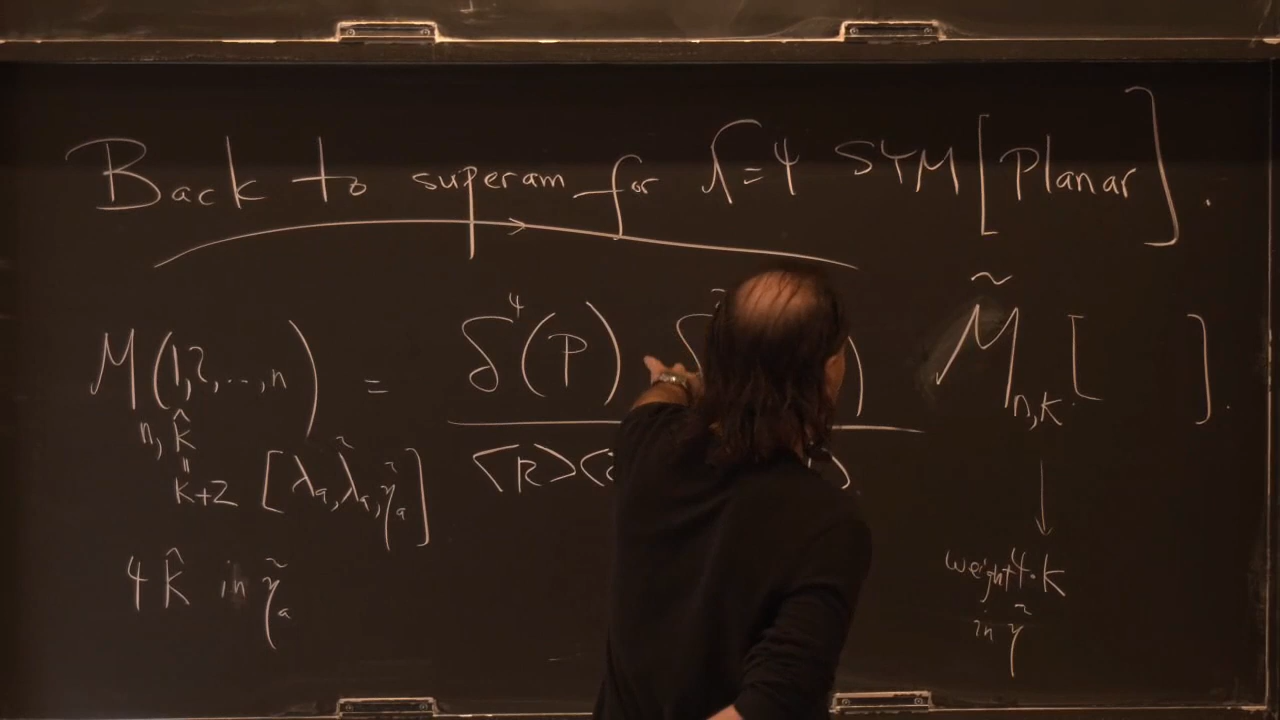 Back to superam for N=4 SYM [Planar].
M_{n,k̂} (1,2,...,n) = δ⁴(P) M̃_{n,k} [ ].
⟨12⟩⟨
k+2 [λ_a, λ̃_a, η̃_a]
4k̂ in η̃_a
weight 4·k
in η̃